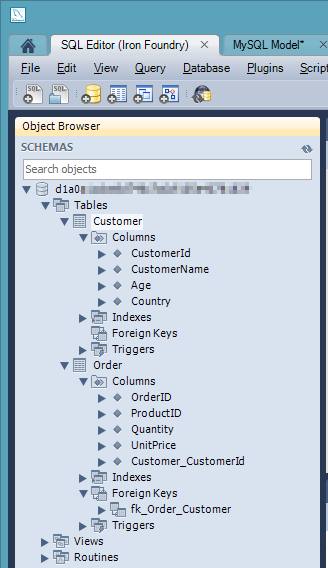 SQL Editor (Iron Foundry)
MySQL Model*
File Edit View Query Database Plugins Script
Object Browser
SCHEMAS
Search objects
d1a0
Tables
Customer
Columns
CustomerId
CustomerName
Age
Country
Indexes
Foreign Keys
Triggers
Order
Columns
OrderID
ProductID
Quantity
UnitPrice
Customer_CustomerId
Indexes
Foreign Keys
fk_Order_Customer
Triggers
Views
Routines